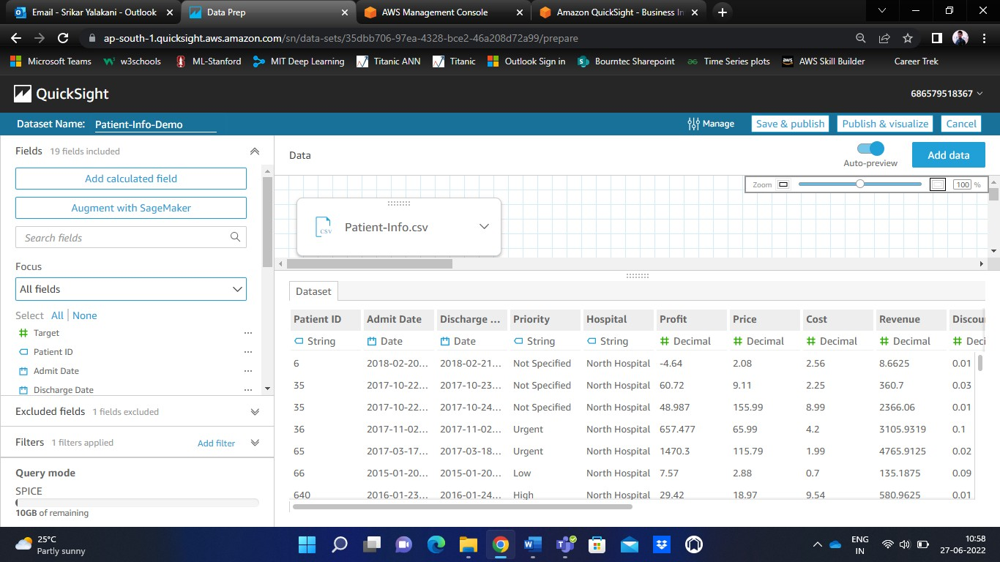 Email - Srikar Yalakani - Outlook
Data Prep
AWS Management Console
Amazon QuickSight - Business In
ap-south-1.quicksight.aws.amazon.com/sn/data-sets/35dbb706-97ea-4328-bce2-46a208d72a99/prepare
Microsoft Teams w3schools ML-Stanford MIT Deep Learning Titanic ANN Titanic Outlook Sign in Bourntec Sharepoint Time Series plots aws AWS Skill Builder Career Trek
QuickSight
686579518367
Dataset Name: Patient-Info-Demo Manage Save & publish Publish & visualize Cancel
Fields 19 fields included
Add calculated field
Augment with SageMaker
Search fields
Focus
All fields
Select All None
Target
Patient ID
Admit Date
Discharge Date
Excluded fields 1 fields excluded
Filters 1 filters applied Add filter
Query mode
SPICE
10GB of remaining
Data
Auto-preview
Add data
Zoom 100 %
CSV
Patient-Info.csv
Dataset
Patient ID Admit Date Discharge ... Priority Hospital Profit Price Cost Revenue Discou
String Date Date String String Decimal Decimal Decimal Decimal Deci
6 2018-02-20... 2018-02-21... Not Specified North Hospital -4.64 2.08 2.56 8.6625 0.01
35 2017-10-22... 2017-10-23... Not Specified North Hospital 60.72 9.11 2.25 360.7 0.03
35 2017-10-22... 2017-10-24... Not Specified North Hospital 48.987 155.99 8.99 2366.06 0.01
36 2017-11-02... 2017-11-02... Urgent North Hospital 657.477 65.99 4.2 3105.9319 0.1
65 2017-03-17... 2017-03-18... Urgent North Hospital 1470.3 115.79 1.99 4765.9125 0.02
66 2015-01-20... 2015-01-20... Low North Hospital 7.57 2.88 0.7 135.1875 0.09
640 2016-01-23... 2016-01-24... High North Hospital 29.42 18.97 9.54 580.9625 0.01
25°C
Partly sunny
ENG
IN
10:58
27-06-2022